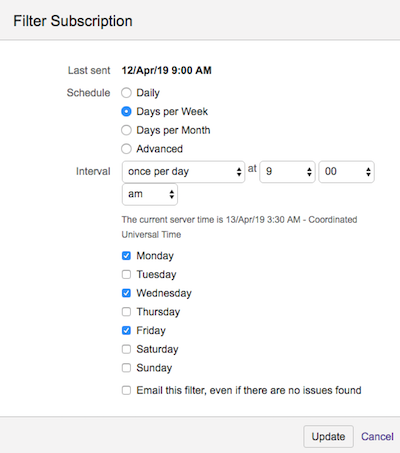 Filter Subscription
Last sent 12/Apr/19 9:00 AM
Schedule Daily
Days per Week
Days per Month
Advanced
Interval once per day at 9 00
am
The current server time is 13/Apr/19 3:30 AM - Coordinated
Universal Time
Monday
Tuesday
Wednesday
Thursday
Friday
Saturday
Sunday
Email this filter, even if there are no issues found
Update Cancel